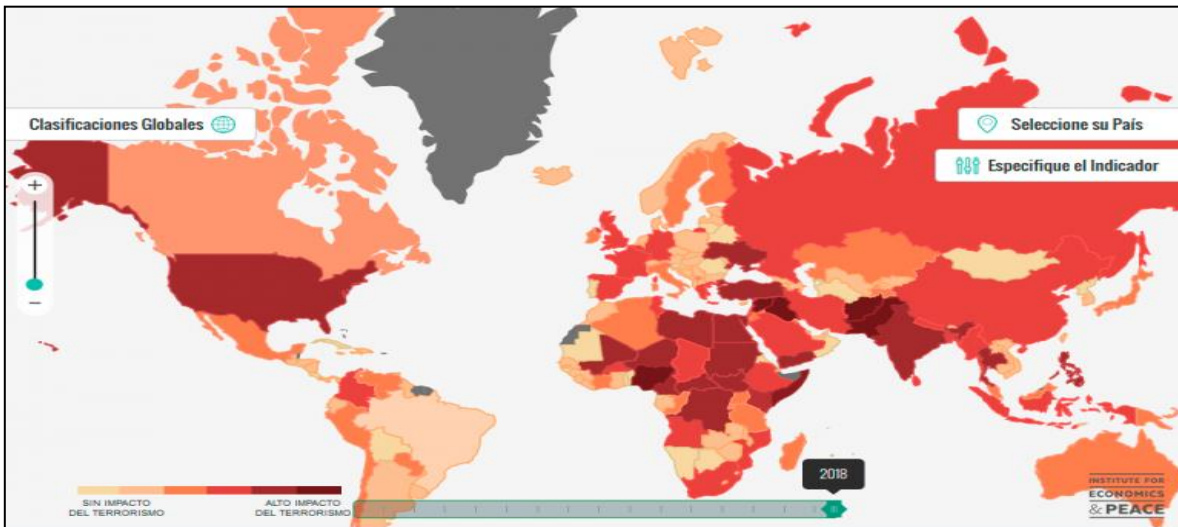 Clasificaciones Globales
Seleccione su País
Especifique el Indicador
+
−
2018
SIN IMPACTO
DEL TERRORISMO
ALTO IMPACTO
DEL TERRORISMO
INSTITUTE FOR
ECONOMICS
& PEACE